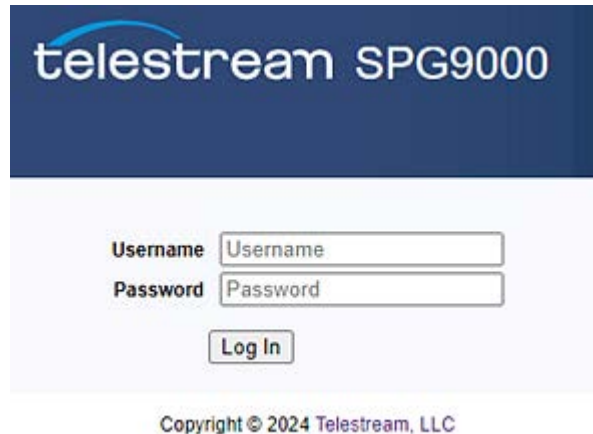 telestream SPG9000
Username Username
Password Password
Log In
Copyright © 2024 Telestream, LLC